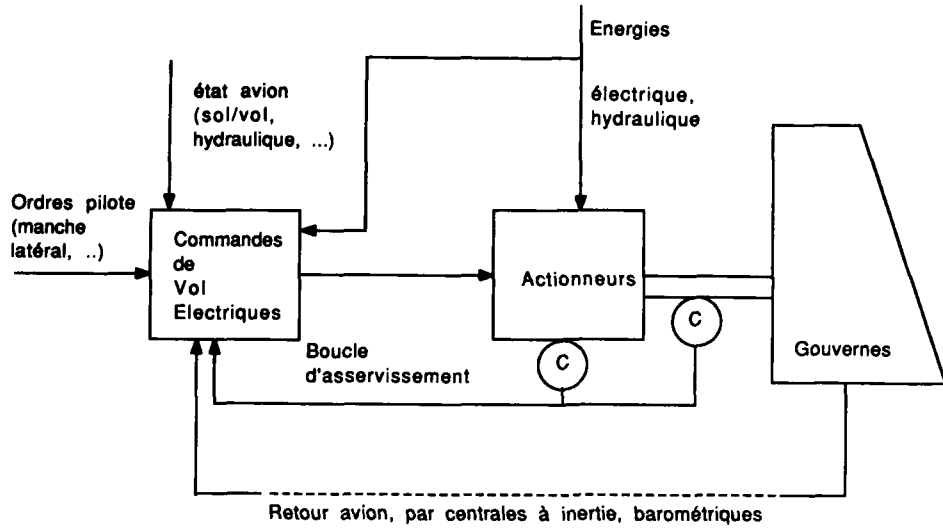 Energies
état avion
(sol/vol,
hydraulique, ...)
électrique,
hydraulique
Ordres pilote
(manche
latéral, ..)
Commandes
de
Vol
Electriques
Actionneurs
C
C
Gouvernes
Boucle
d'asservissement
Retour avion, par centrales à inertie, barométriques